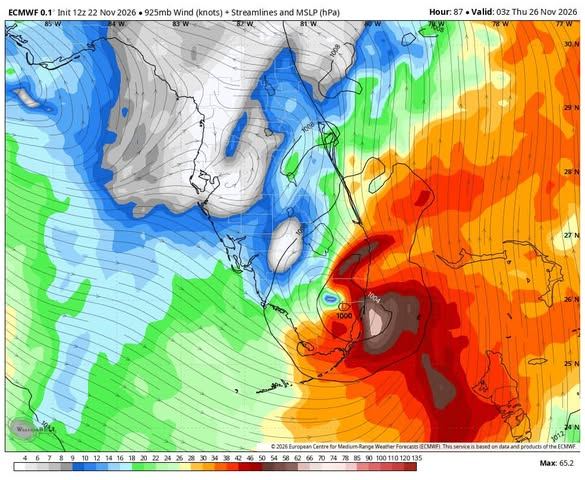 ECMWF 0.1° Init 12z 22 Nov 2026 • 925mb Wind (knots) + Streamlines and MSLP (hPa)
Hour: 87 • Valid: 03z Thu 26 Nov 2026
85°W 84°W 83°W 82°W 81°W 80°W 79°W 78°W 77°W
30°N
29°N
28°N
27°N
26°N
25°N
24°N
1008
1008
1004
1000
1012
© 2026 European Centre for Medium-Range Weather Forecasts (ECMWF). This service is based on data and products of the ECMWF.
4 5 6 7 8 9 10 12 14 16 18 20 22 24 26 28 30 32 34 36 38 40 42 46 50 54 58 62 66 70 74 78 85 90 100 110 120 135
Max: 65.2